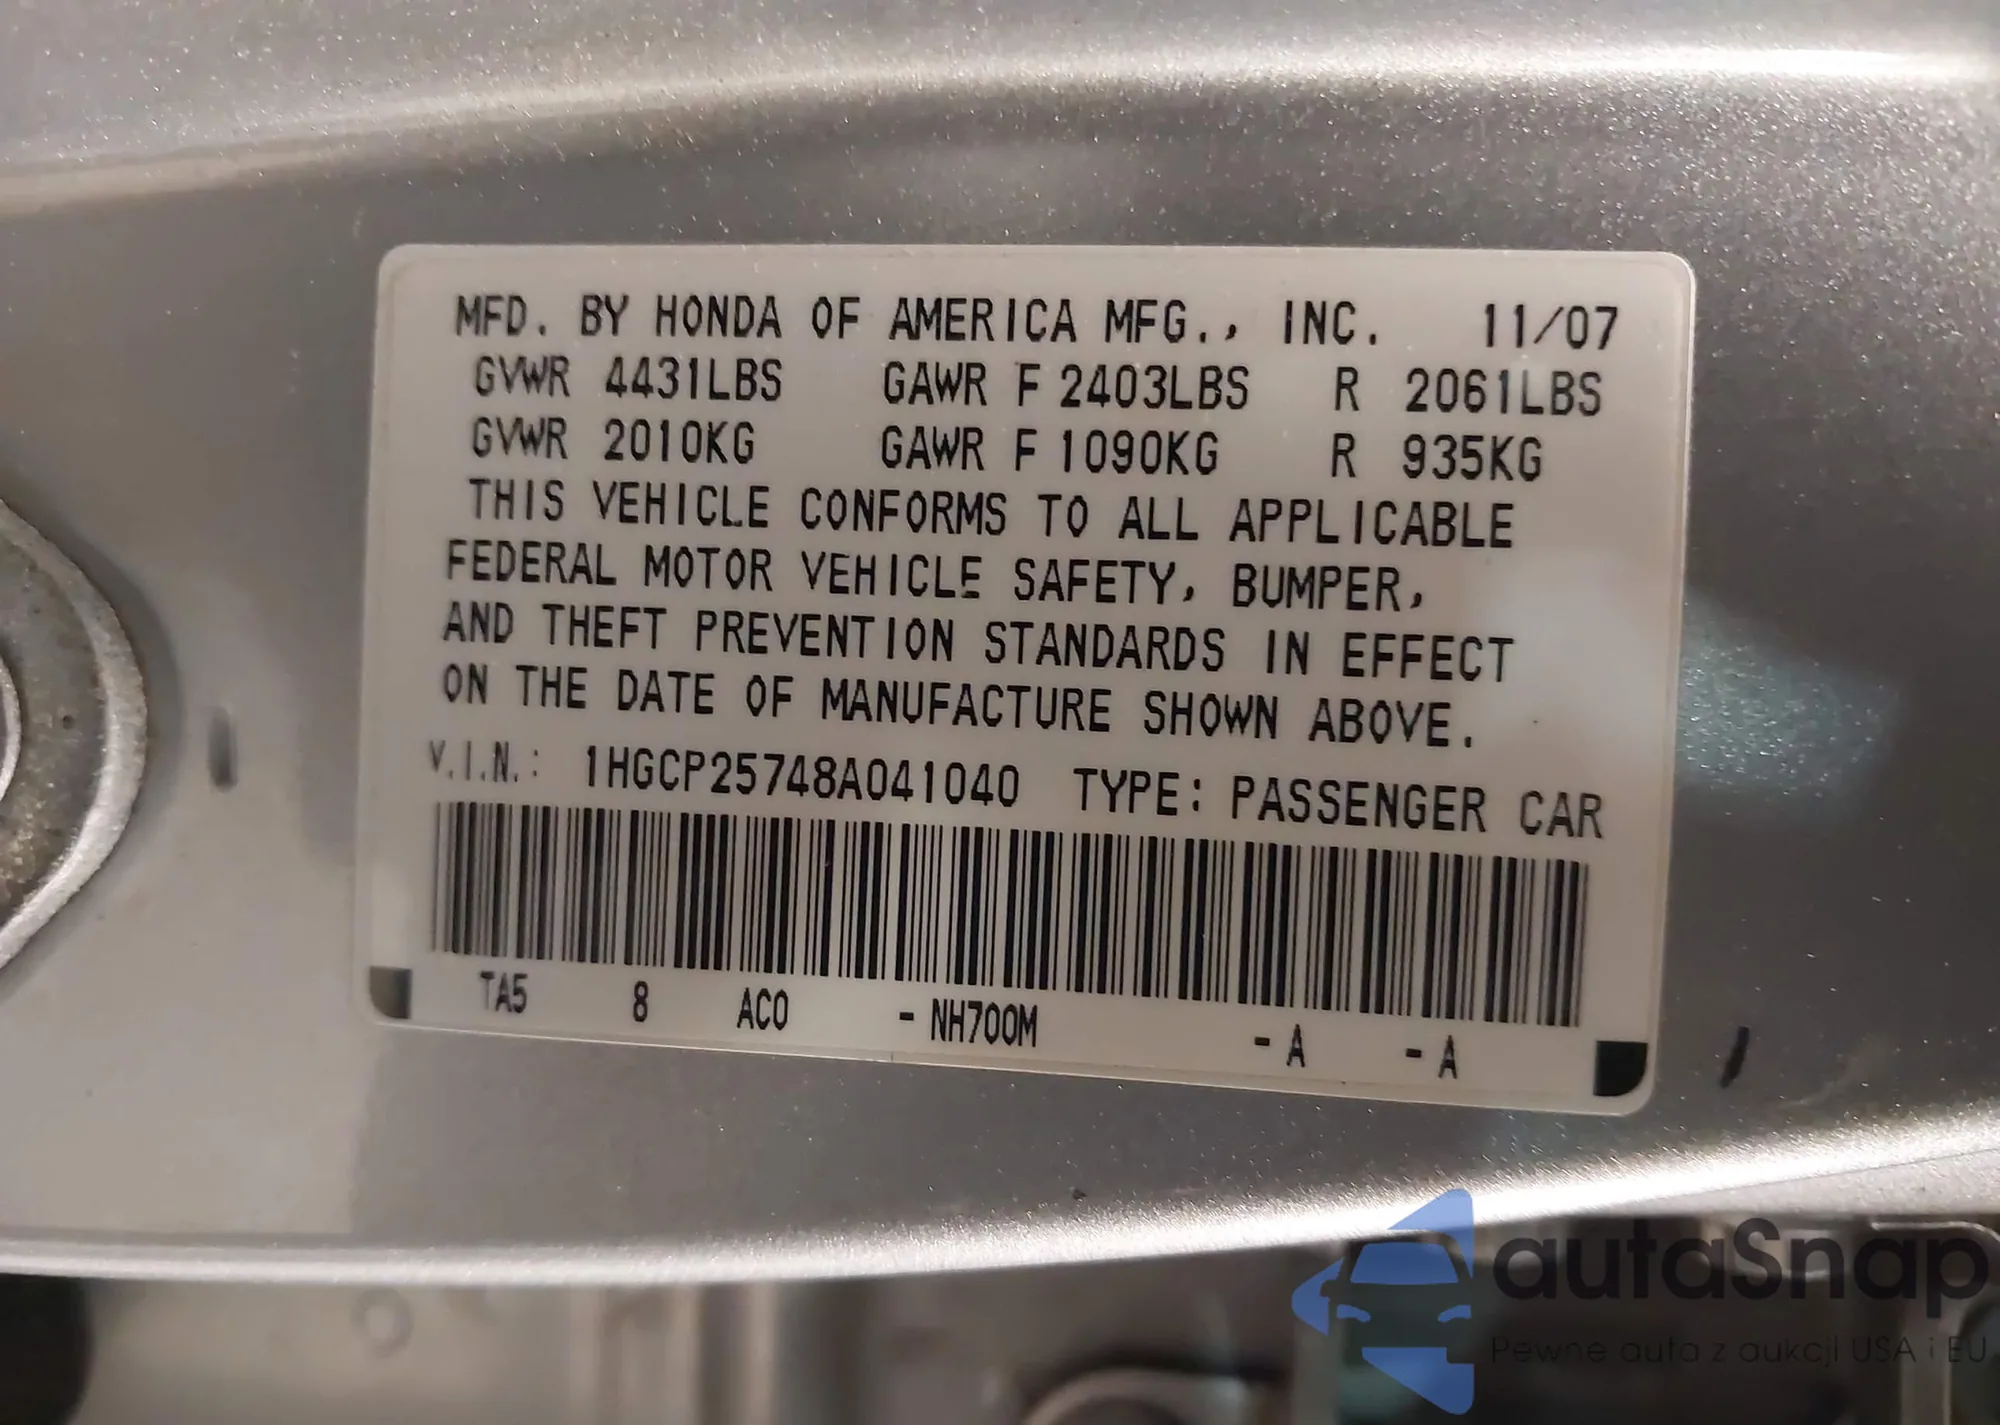 MFD. BY HONDA OF AMERICA MFG., INC. 11/07
GVWR 4431LBS GAWR F 2403LBS R 2061LBS
GVWR 2010KG GAWR F 1090KG R 935KG
THIS VEHICLE CONFORMS TO ALL APPLICABLE
FEDERAL MOTOR VEHICLE SAFETY, BUMPER,
AND THEFT PREVENTION STANDARDS IN EFFECT
ON THE DATE OF MANUFACTURE SHOWN ABOVE.
V.I.N.: 1HGCP25748A041040 TYPE: PASSENGER CAR
TA5 8 AC0 - NH700M - A - A
autaSnap
Pewne auta z aukcji USA i EU